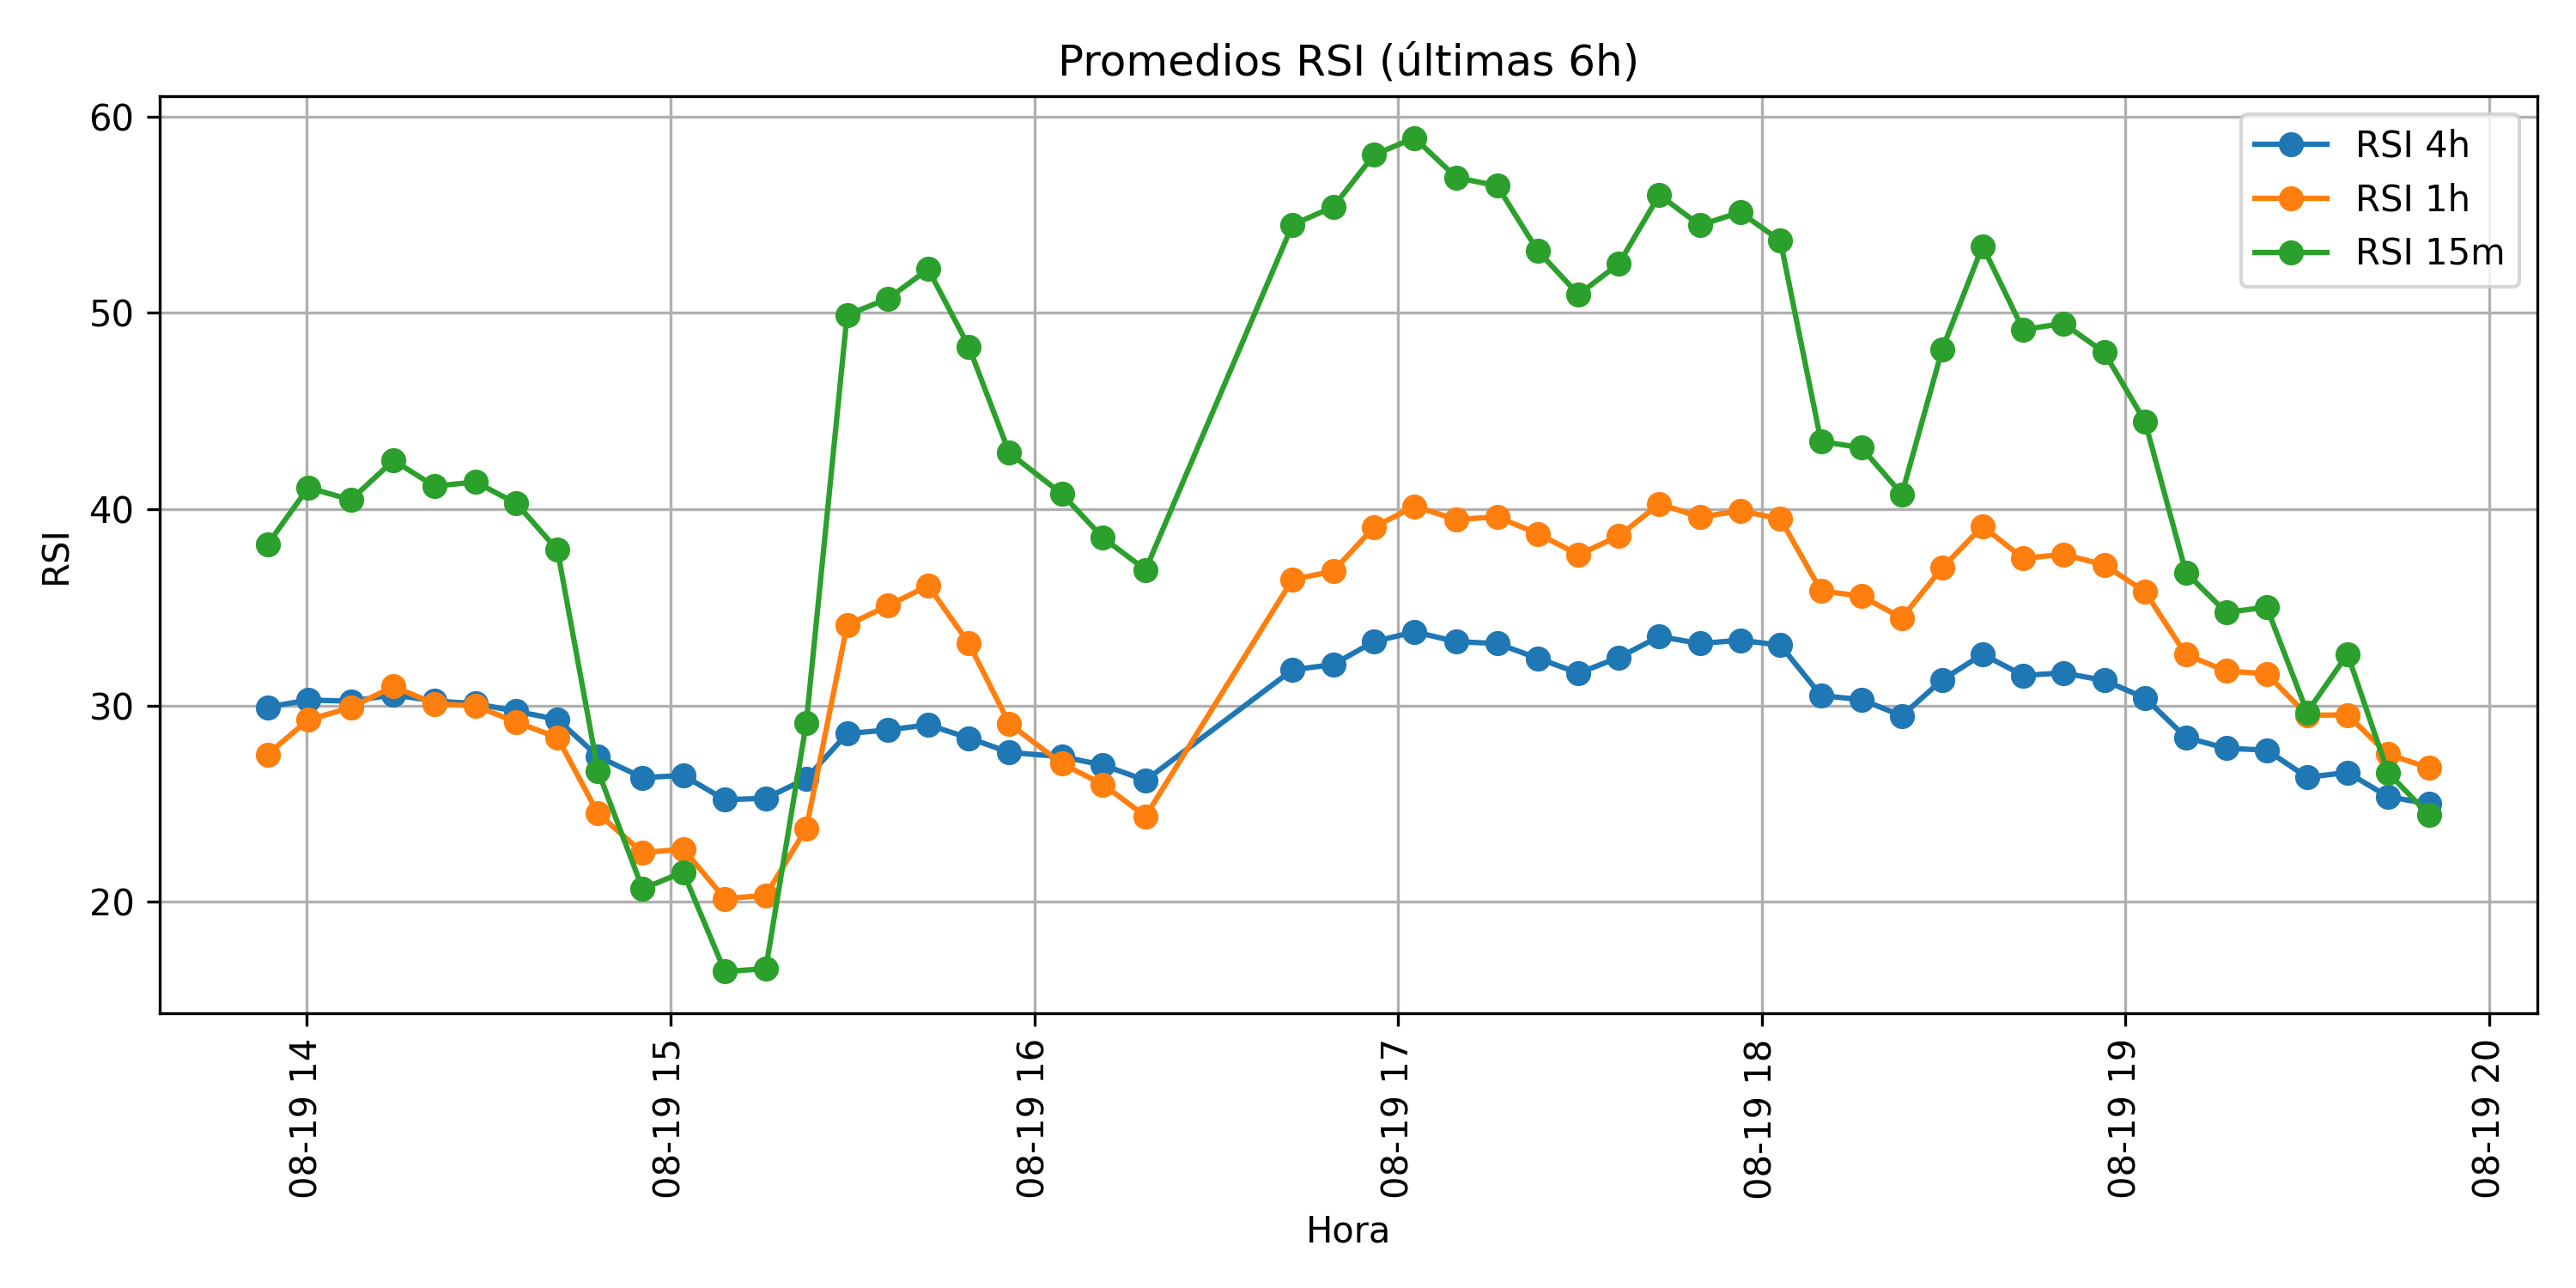 Promedios RSI (últimas 6h)
60
50
40
30
20
RSI
RSI 4h
RSI 1h
RSI 15m
08-19 14
08-19 15
08-19 16
08-19 17
08-19 18
08-19 19
08-19 20
Hora